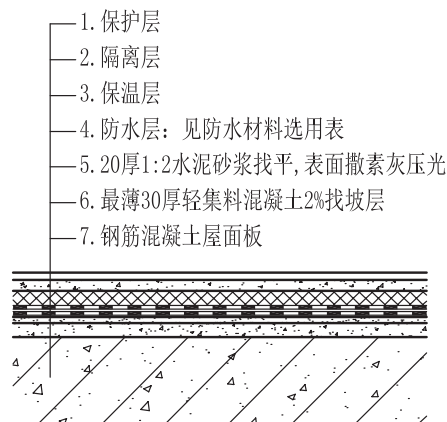 1.保护层
2.隔离层
3.保温层
4.防水层：见防水材料选用表
5.20厚1:2水泥砂浆找平,表面撒素灰压光
6.最薄30厚轻集料混凝土2%找坡层
7.钢筋混凝土屋面板